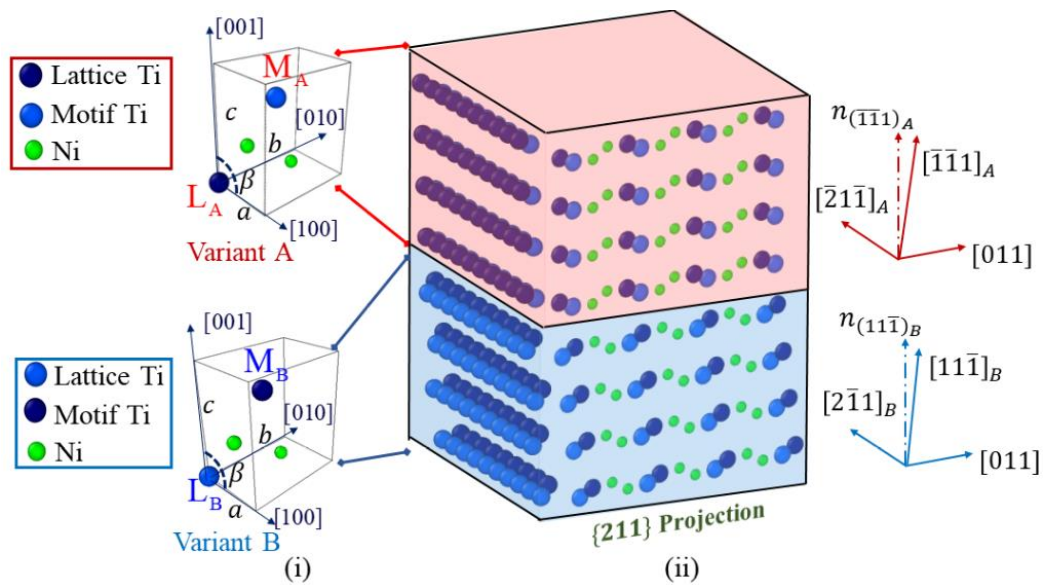 [001]
M_A
Lattice Ti
Motif Ti
Ni
c
[010]
b
β
L_A
a
[100]
Variant A
n_(1̄1̄1)_A
[1̄1̄1]_A
[2̄11̄]_A
[011]
[001]
M_B
Lattice Ti
Motif Ti
Ni
c
[010]
b
β
L_B
a
[100]
Variant B
n_(111̄)_B
[111̄]_B
[21̄1]_B
[011]
{211} Projection
(i)
(ii)